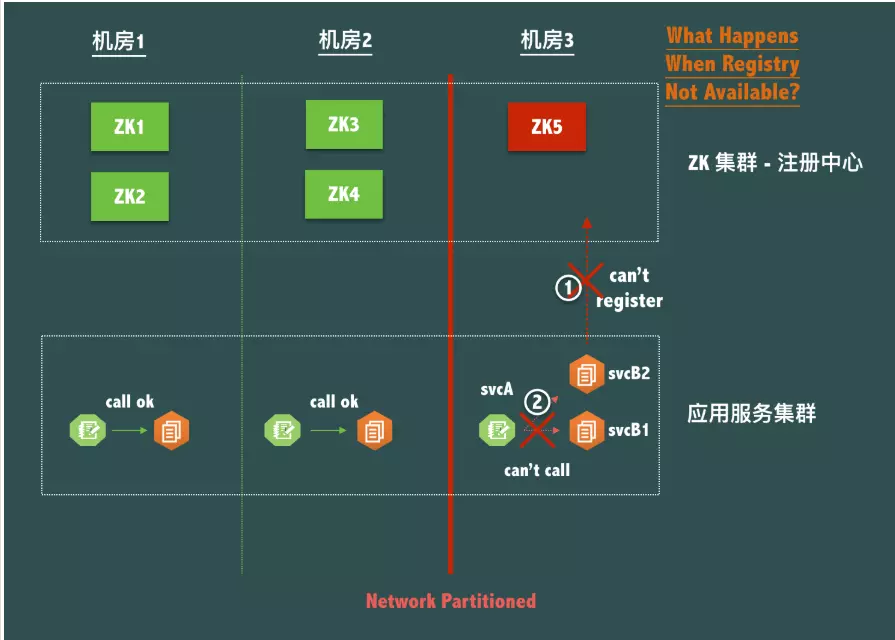 机房1
机房2
机房3
What Happens
When Registry
Not Available?
ZK1
ZK3
ZK5
ZK2
ZK4
ZK 集群 - 注册中心
1
can't
register
svcB2
call ok
call ok
svcA
2
svcB1
can't call
应用服务集群
Network Partitioned